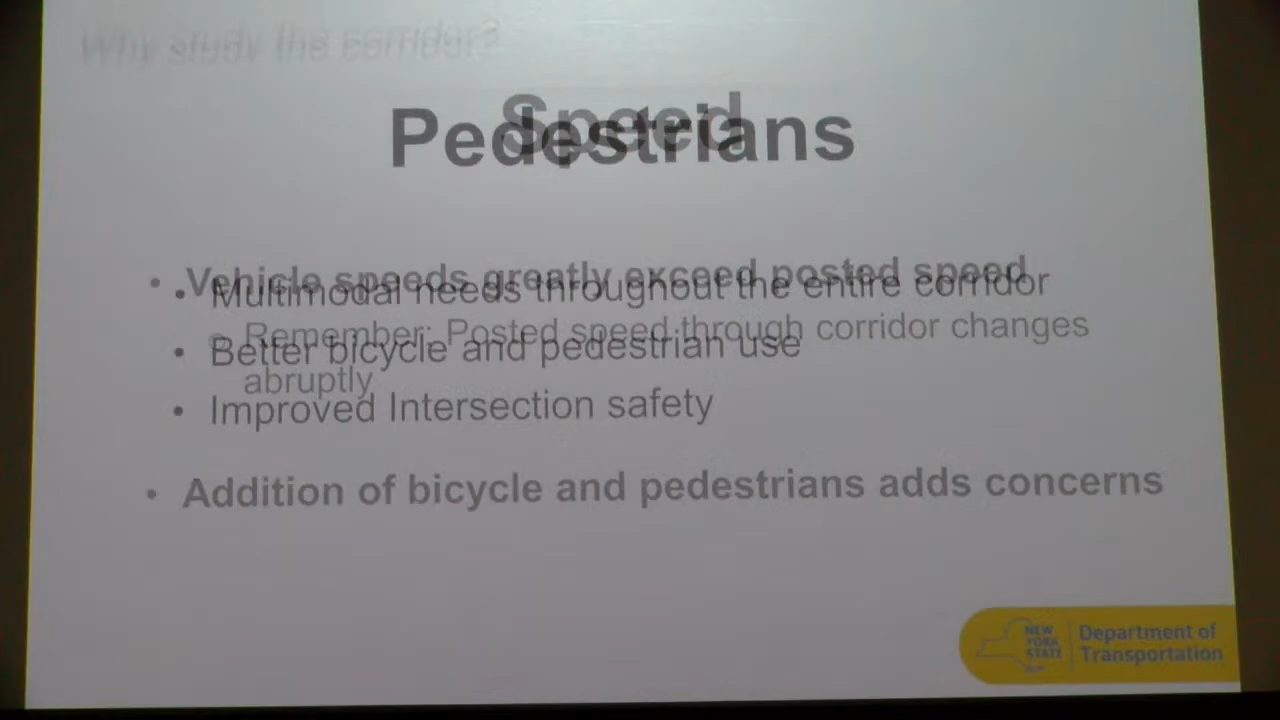 Why study the corridor?
Speed
Pedestrians
• Vehicle speeds greatly exceed posted speed
• Multimodal needs throughout the entire corridor
o Remember: Posted speed through corridor changes
abruptly
• Better bicycle and pedestrian use
• Improved Intersection safety
• Addition of bicycle and pedestrians adds concerns
NEW
YORK
STATE
Department of
Transportation